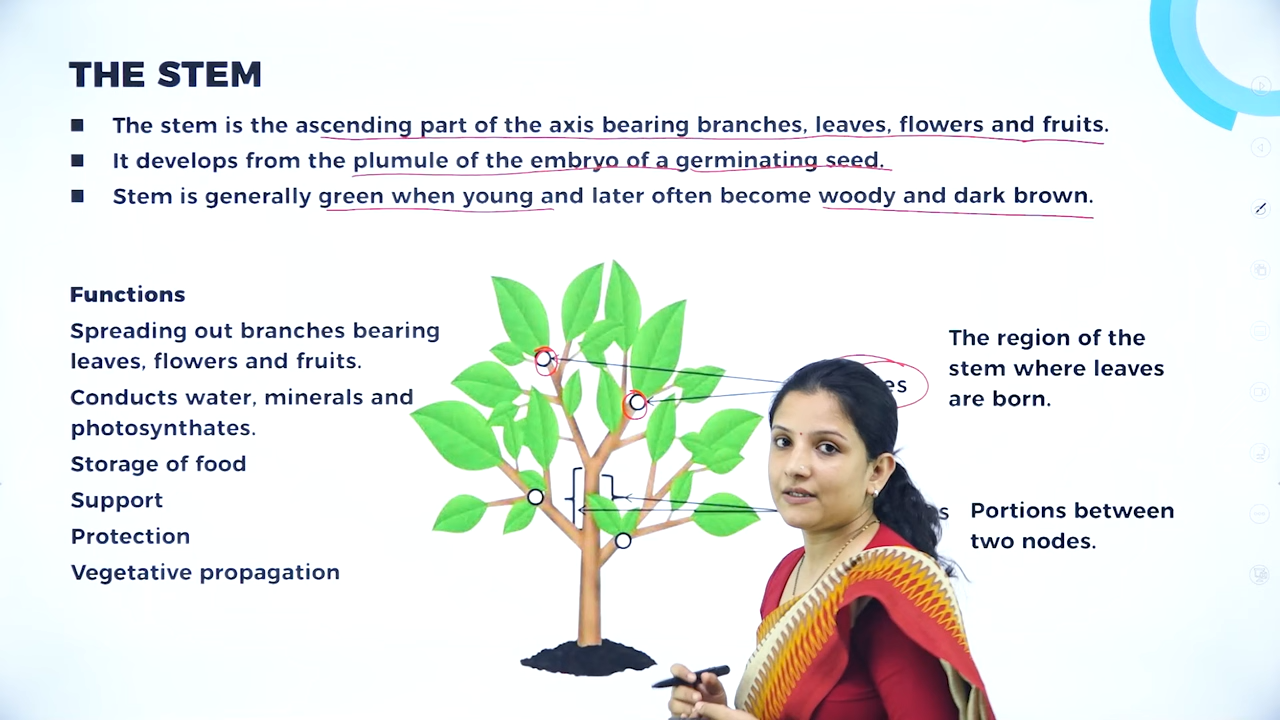 THE STEM
The stem is the ascending part of the axis bearing branches, leaves, flowers and fruits.
It develops from the plumule of the embryo of a germinating seed.
Stem is generally green when young and later often become woody and dark brown.
Functions
Spreading out branches bearing
leaves, flowers and fruits.
Conducts water, minerals and
photosynthates.
Storage of food
Support
Protection
Vegetative propagation
The region of the
stem where leaves
are born.
Portions between
two nodes.